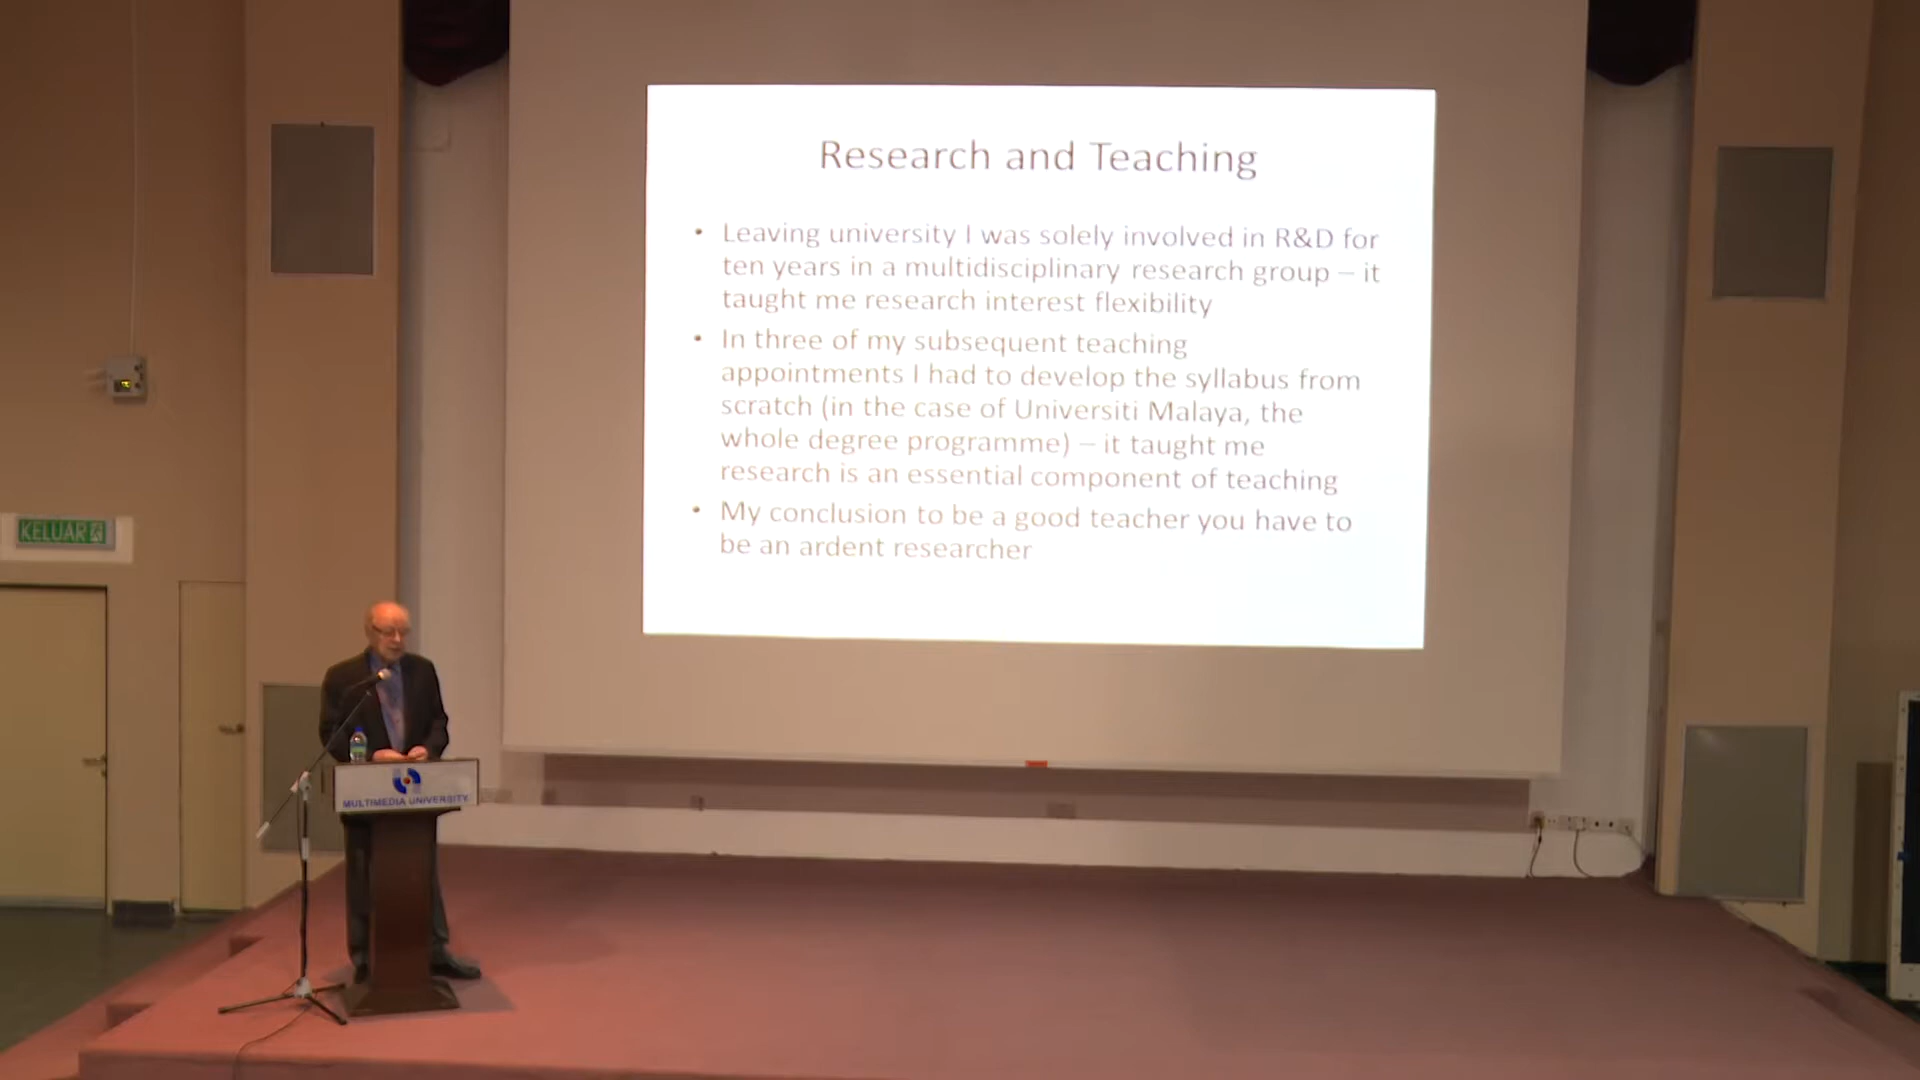 Research and Teaching
• Leaving university I was solely involved in R&D for
ten years in a multidisciplinary research group – it
taught me research interest flexibility
• In three of my subsequent teaching
appointments I had to develop the syllabus from
scratch (in the case of Universiti Malaya, the
whole degree programme) – it taught me
research is an essential component of teaching
• My conclusion to be a good teacher you have to
be an ardent researcher
KELUAR
MULTIMEDIA UNIVERSITY